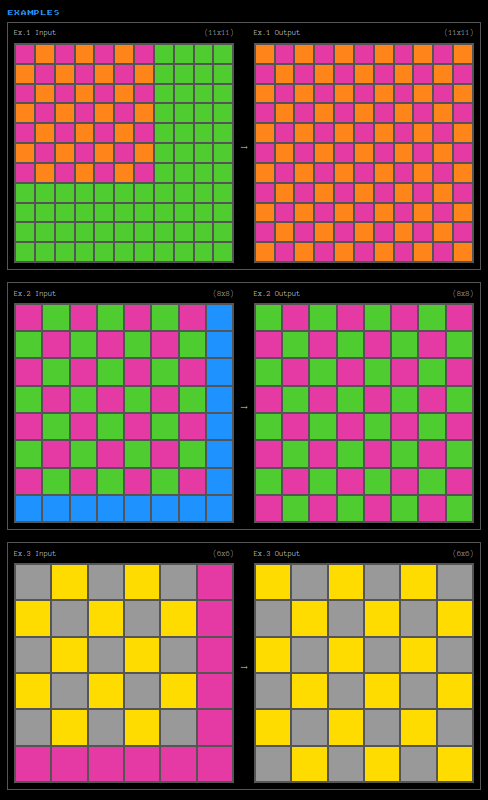 EXAMPLES
Ex.1 Input (11x11)
Ex.1 Output (11x11)
→
Ex.2 Input (8x8)
Ex.2 Output (8x8)
→
Ex.3 Input (6x6)
Ex.3 Output (6x6)
→